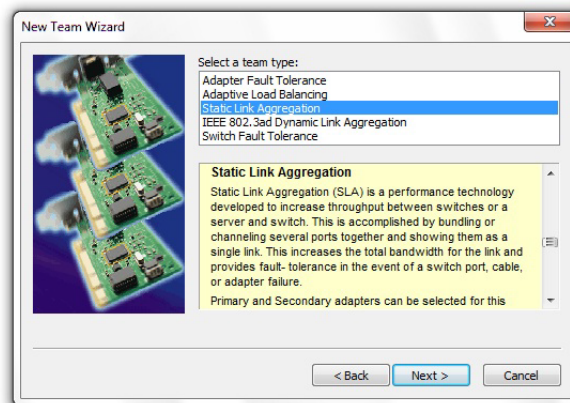 New Team Wizard
Select a team type:
Adapter Fault Tolerance
Adaptive Load Balancing
Static Link Aggregation
IEEE 802.3ad Dynamic Link Aggregation
Switch Fault Tolerance
Static Link Aggregation
Static Link Aggregation (SLA) is a performance technology
developed to increase throughput between switches or a
server and switch. This is accomplished by bundling or
channeling several ports together and showing them as a
single link. This increases the total bandwidth for the link and
provides fault- tolerance in the event of a switch port, cable,
or adapter failure.
Primary and Secondary adapters can be selected for this
< Back
Next >
Cancel